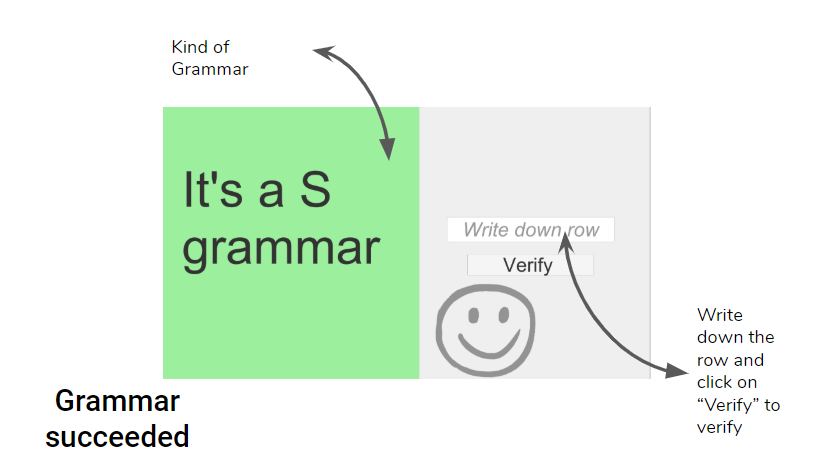 Kind of
Grammar
It's a S
grammar
Write down row
Verify
Write
down the
row and
click on
“Verify” to
verify
Grammar
succeeded